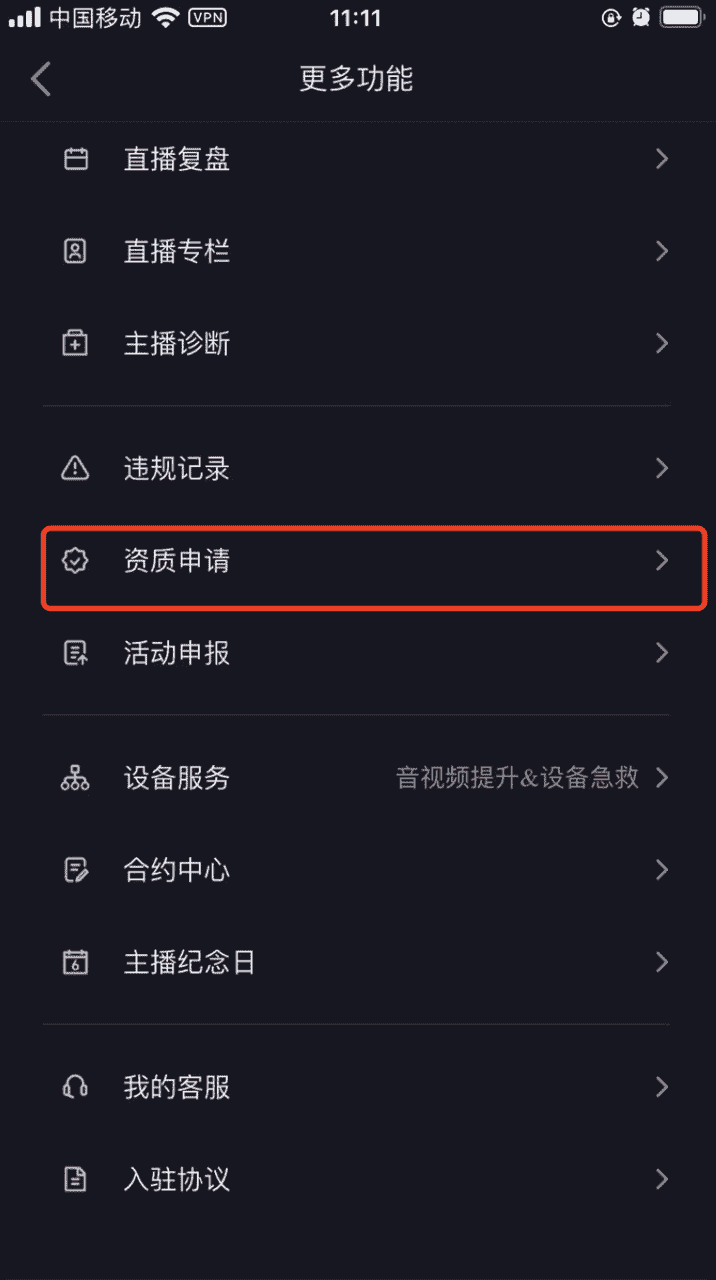 中国移动 VPN 11:11
更多功能
直播复盘
直播专栏
主播诊断
违规记录
资质申请
活动申报
设备服务 音视频提升&设备急救
合约中心
6 主播纪念日
我的客服
入驻协议